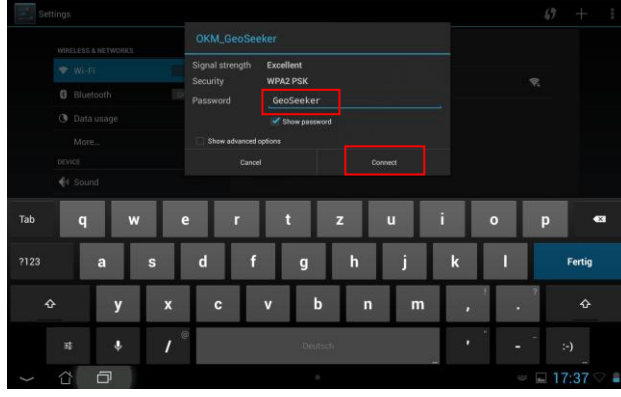 Settings
OKM_GeoSeeker
Signal strength Excellent
Security WPA2 PSK
Password GeoSeeker
Show password
Show advanced options
Cancel Connect
WIRELESS & NETWORKS
Wi-Fi
Bluetooth
Data usage
More...
DEVICE
Sound
Tab q w e r t z u i o p
?123 a s d f g h j k l Fertig
y x c v b n m , ! . ?
/ @ Deutsch ' - :-)
17:37